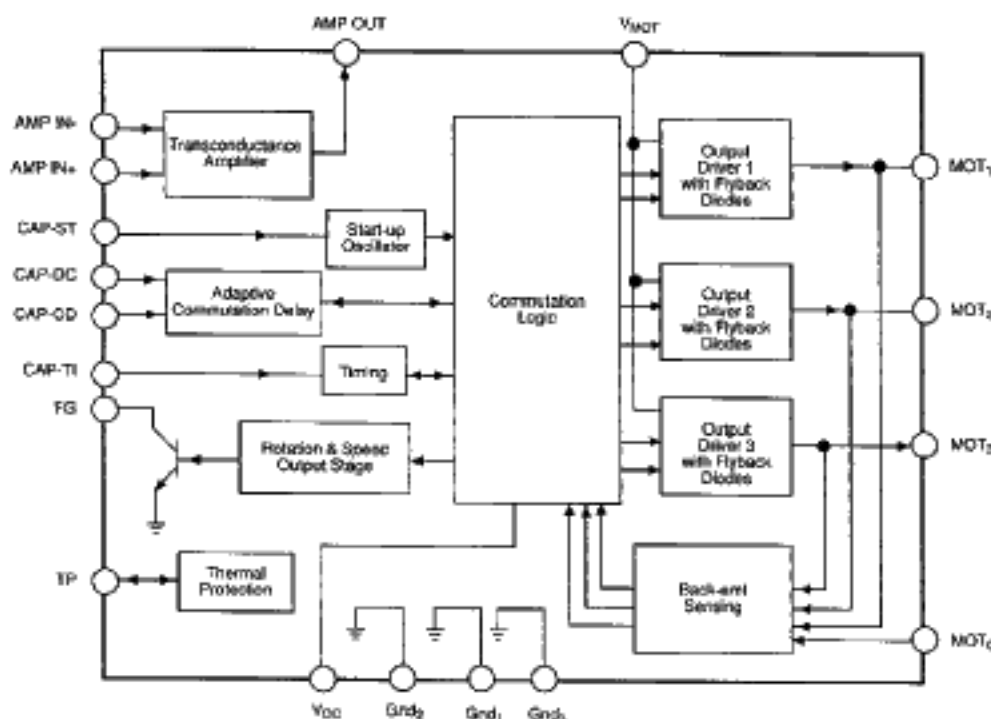 AMP OUT
VMOT
AMP IN-
AMP IN+
CAP-ST
CAP-DC
CAP-CD
CAP-TI
FG
TP
Transconductance
Amplifier
Start-up
Oscillator
Adaptive
Commutation Delay
Timing
Rotation & Speed
Output Stage
Thermal
Protection
Commutation
Logic
Output
Driver 1
with Flyback
Diodes
Output
Driver 2
with Flyback
Diodes
Output
Driver 3
with Flyback
Diodes
Back-emf
Sensing
MOT1
MOT2
MOT3
MOT0
VCC
Gnd2
Gnd1